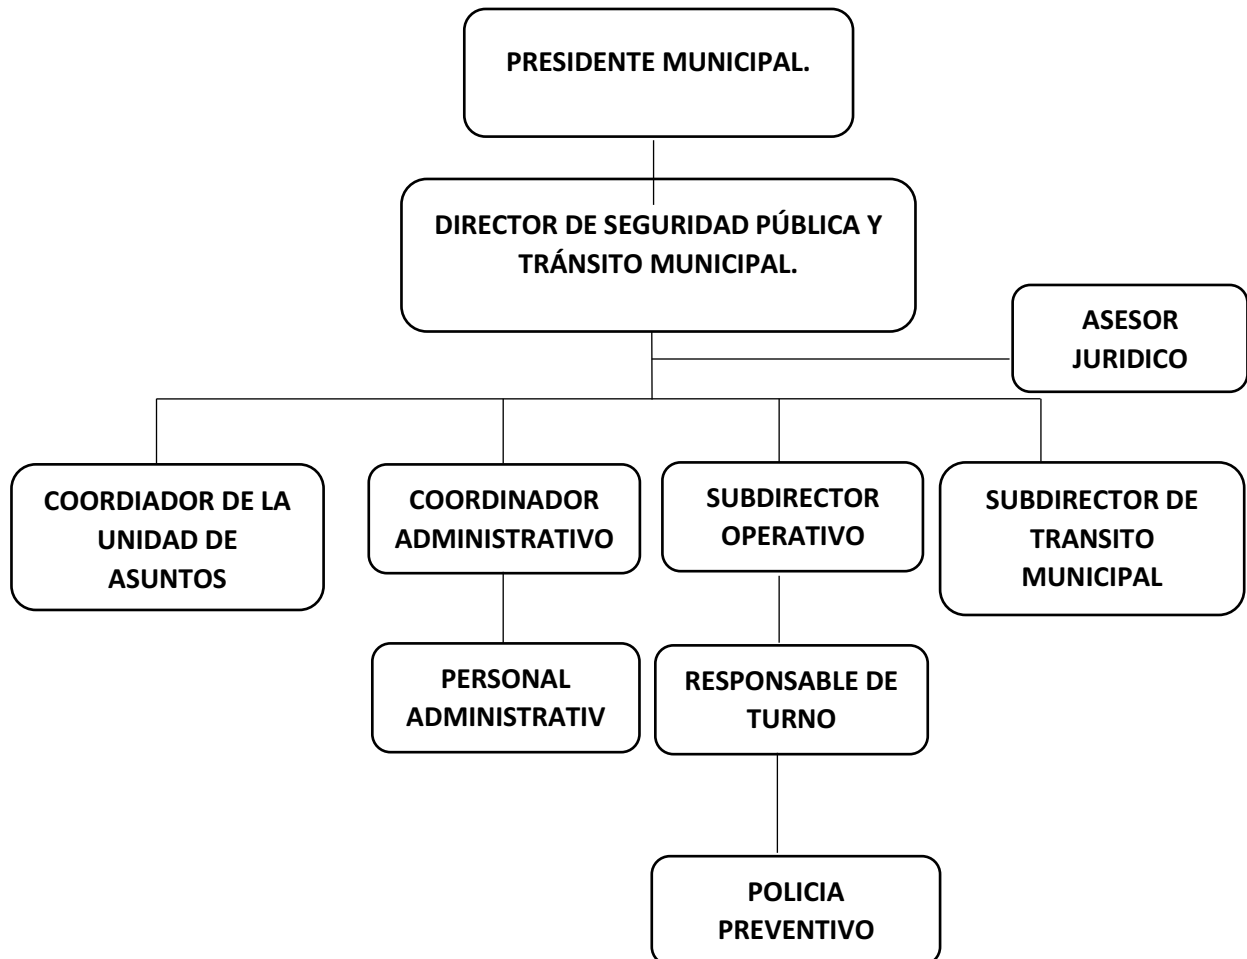 PRESIDENTE MUNICIPAL.
DIRECTOR DE SEGURIDAD PÚBLICA Y
TRÁNSITO MUNICIPAL.
ASESOR
JURIDICO
COORDIADOR DE LA
UNIDAD DE
ASUNTOS
COORDINADOR
ADMINISTRATIVO
SUBDIRECTOR
OPERATIVO
SUBDIRECTOR DE
TRANSITO
MUNICIPAL
PERSONAL
ADMINISTRATIV
RESPONSABLE DE
TURNO
POLICIA
PREVENTIVO